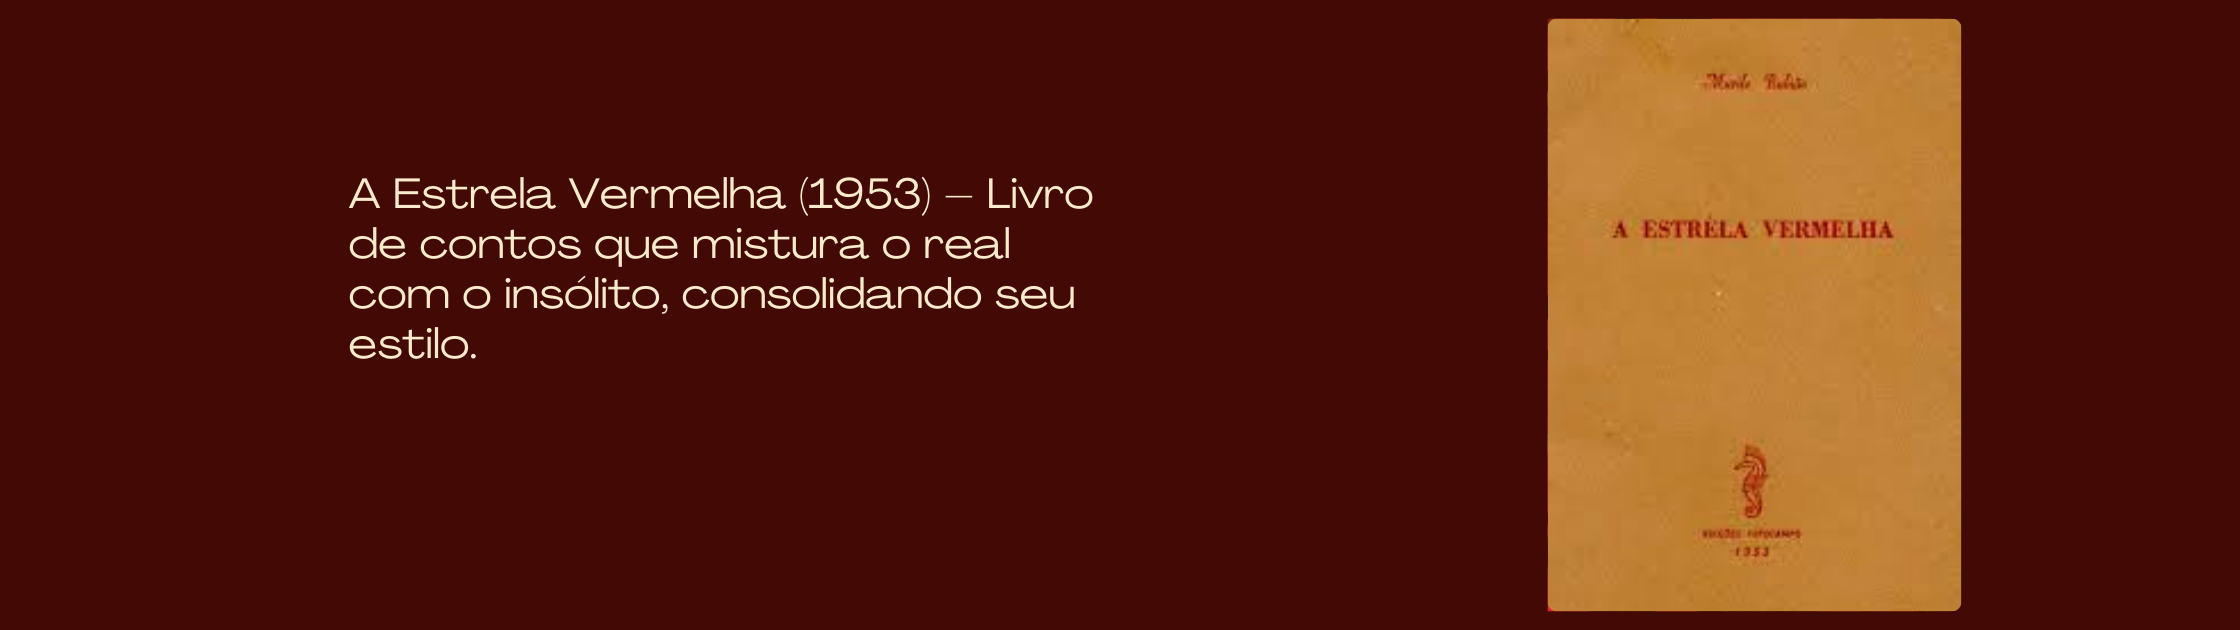 A Estrela Vermelha (1953) – Livro
de contos que mistura o real
com o insólito, consolidando seu
estilo.
Murilo Rubião
A ESTRÊLA VERMELHA
EDIÇÕES HIPOCAMPO
1953